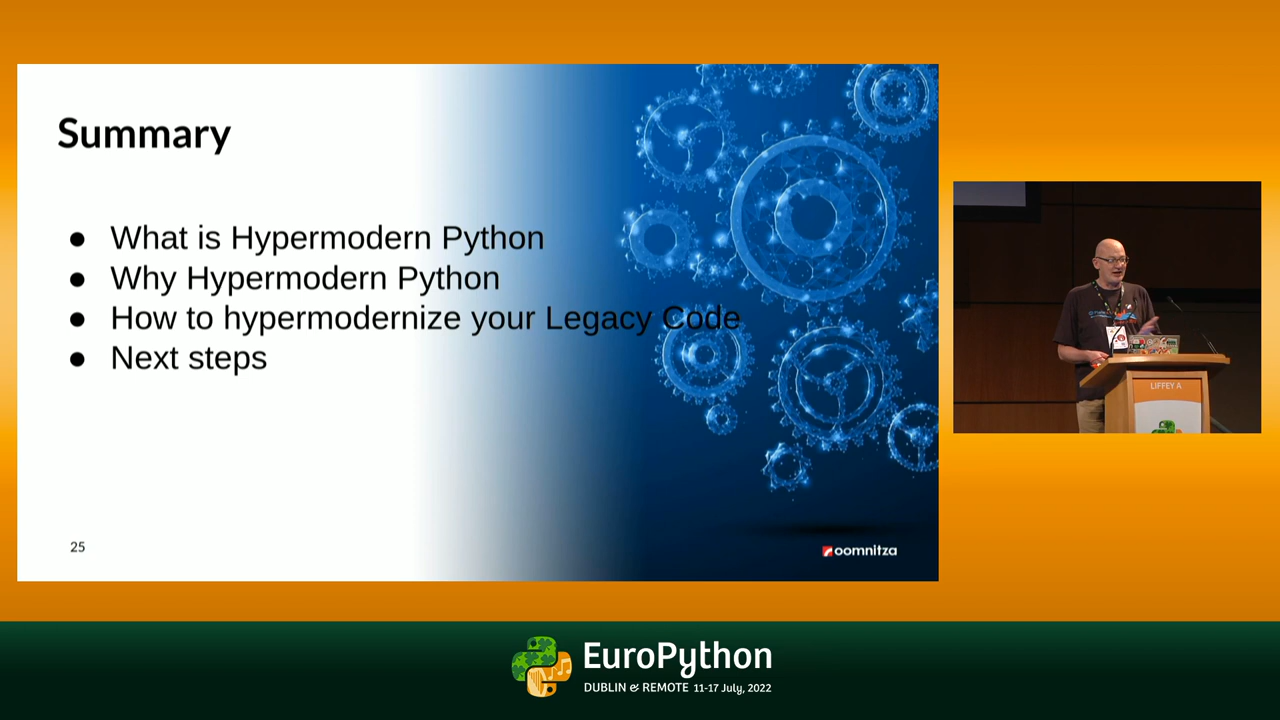 Summary
● What is Hypermodern Python
● Why Hypermodern Python
● How to hypermodernize your Legacy Code
● Next steps
25
oomnitza
LIFFEY A
EuroPython
DUBLIN & REMOTE 11-17 July, 2022